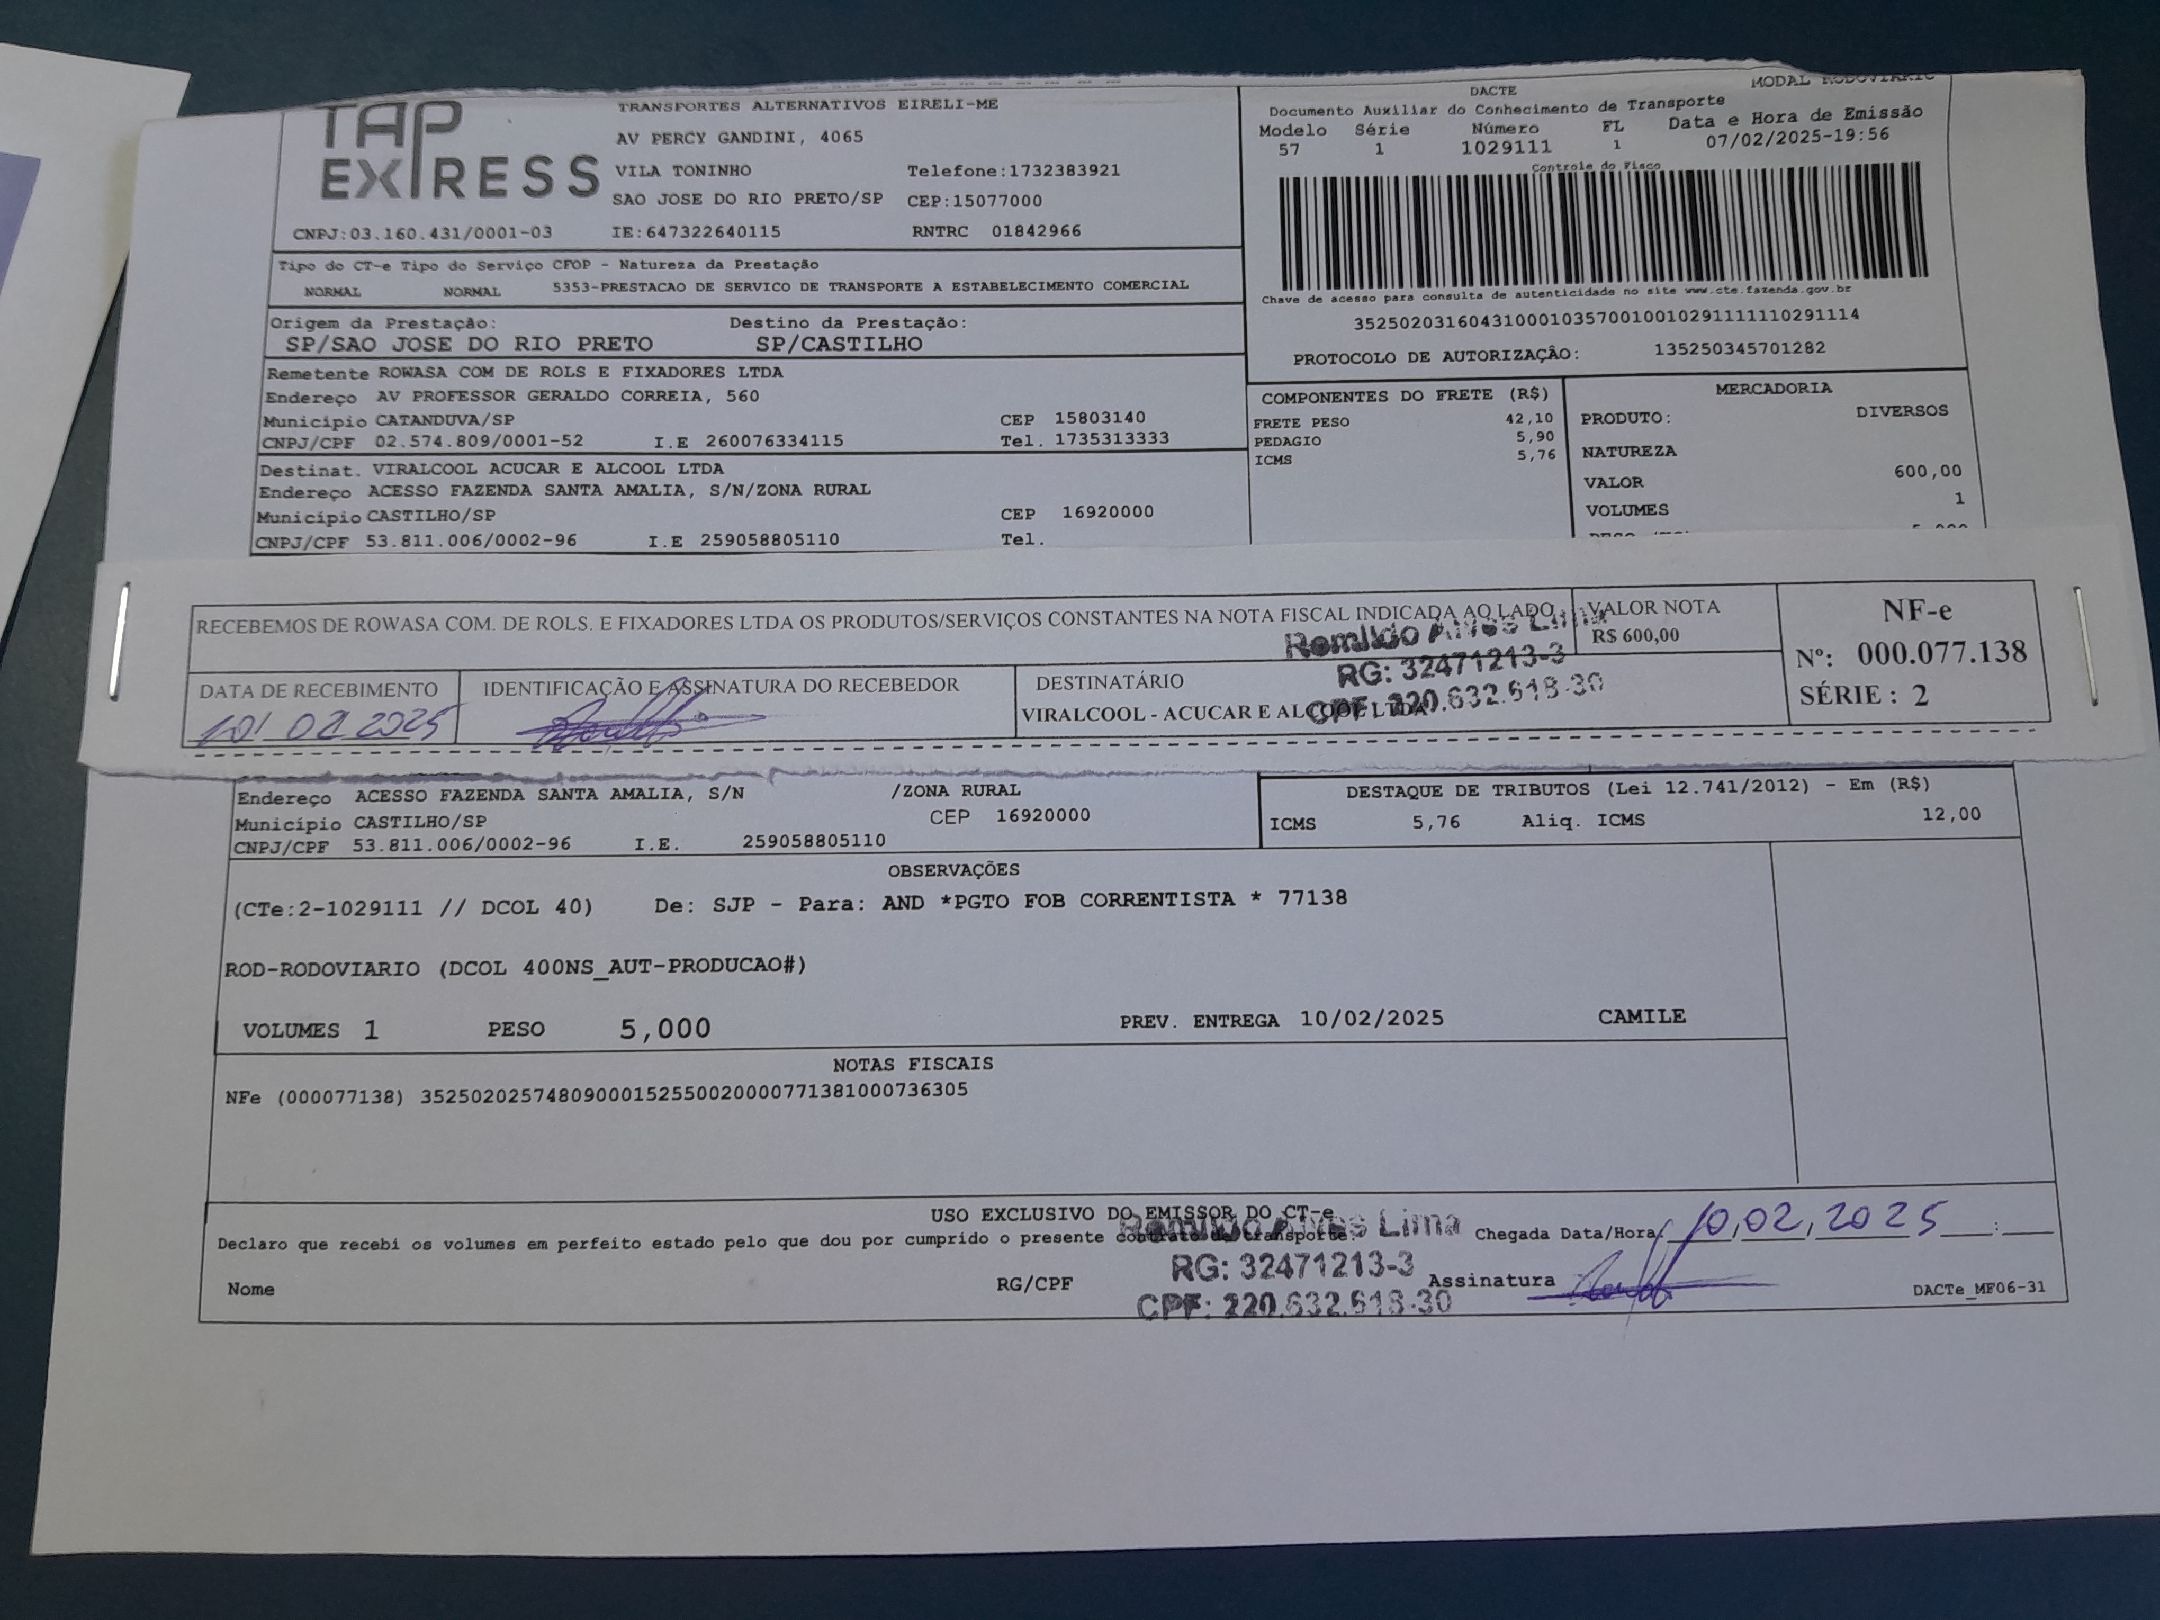 TAP
EXPRESS
TRANSPORTES ALTERNATIVOS EIRELI-ME
AV PERCY GANDINI, 4065
VILA TONINHO Telefone:1732383921
SAO JOSE DO RIO PRETO/SP CEP:15077000
CNPJ:03.160.431/0001-03 IE:647322640115 RNTRC 01842966
DACTE MODAL RODOVIARIO
Documento Auxiliar do Conhecimento de Transporte
Modelo Série Número FL Data e Hora de Emissão
57 1 1029111 1 07/02/2025-19:56
Controle do Fisco
Chave de acesso para consulta de autenticidade no site www.cte.fazenda.gov.br
35250203160431000103570010010291111110291114
PROTOCOLO DE AUTORIZAÇÂO: 135250345701282
Tipo do CT-e Tipo do Serviço CFOP - Natureza da Prestação
NORMAL NORMAL 5353-PRESTACAO DE SERVICO DE TRANSPORTE A ESTABELECIMENTO COMERCIAL
Origem da Prestação: Destino da Prestação:
SP/SAO JOSE DO RIO PRETO SP/CASTILHO
Remetente ROWASA COM DE ROLS E FIXADORES LTDA
Endereço AV PROFESSOR GERALDO CORREIA, 560
Município CATANDUVA/SP CEP 15803140
CNPJ/CPF 02.574.809/0001-52 I.E 260076334115 Tel. 1735313333
Destinat. VIRALCOOL ACUCAR E ALCOOL LTDA
Endereço ACESSO FAZENDA SANTA AMALIA, S/N/ZONA RURAL
Município CASTILHO/SP CEP 16920000
CNPJ/CPF 53.811.006/0002-96 I.E 259058805110 Tel.
COMPONENTES DO FRETE (R$)
FRETE PESO 42,10
PEDAGIO 5,90
ICMS 5,76
MERCADORIA
PRODUTO: DIVERSOS
NATUREZA
VALOR 600,00
VOLUMES 1
RECEBEMOS DE ROWASA COM. DE ROLS. E FIXADORES LTDA OS PRODUTOS/SERVIÇOS CONSTANTES NA NOTA FISCAL INDICADA AO LADO
VALOR NOTA
R$ 600,00
NF-e
Nº: 000.077.138
SÉRIE : 2
DATA DE RECEBIMENTO
10/ 02 2025
IDENTIFICAÇÃO E ASSINATURA DO RECEBEDOR
DESTINATÁRIO
VIRALCOOL - ACUCAR E ALCOOL LTDA
Romildo Alves Lima
RG: 32471213-3
CPF: 220.632.618-30
Endereço ACESSO FAZENDA SANTA AMALIA, S/N /ZONA RURAL
Município CASTILHO/SP CEP 16920000
CNPJ/CPF 53.811.006/0002-96 I.E. 259058805110
DESTAQUE DE TRIBUTOS (Lei 12.741/2012) - Em (R$)
ICMS 5,76 Aliq. ICMS 12,00
OBSERVAÇÕES
(CTe:2-1029111 // DCOL 40) De: SJP - Para: AND *PGTO FOB CORRENTISTA * 77138
ROD-RODOVIARIO (DCOL 400NS_AUT-PRODUCAO#)
VOLUMES 1 PESO 5,000 PREV. ENTREGA 10/02/2025 CAMILE
NOTAS FISCAIS
NFe (000077138) 35250202574809000152550020000771381000736305
USO EXCLUSIVO DO EMISSOR DO CT-e
Declaro que recebi os volumes em perfeito estado pelo que dou por cumprido o presente contrato de transporte.
Chegada Data/Hora: 10,02,2025 :
Nome RG/CPF Assinatura DACTe_MF06-31
Romildo Alves Lima
RG: 32471213-3
CPF: 220.632.618-30